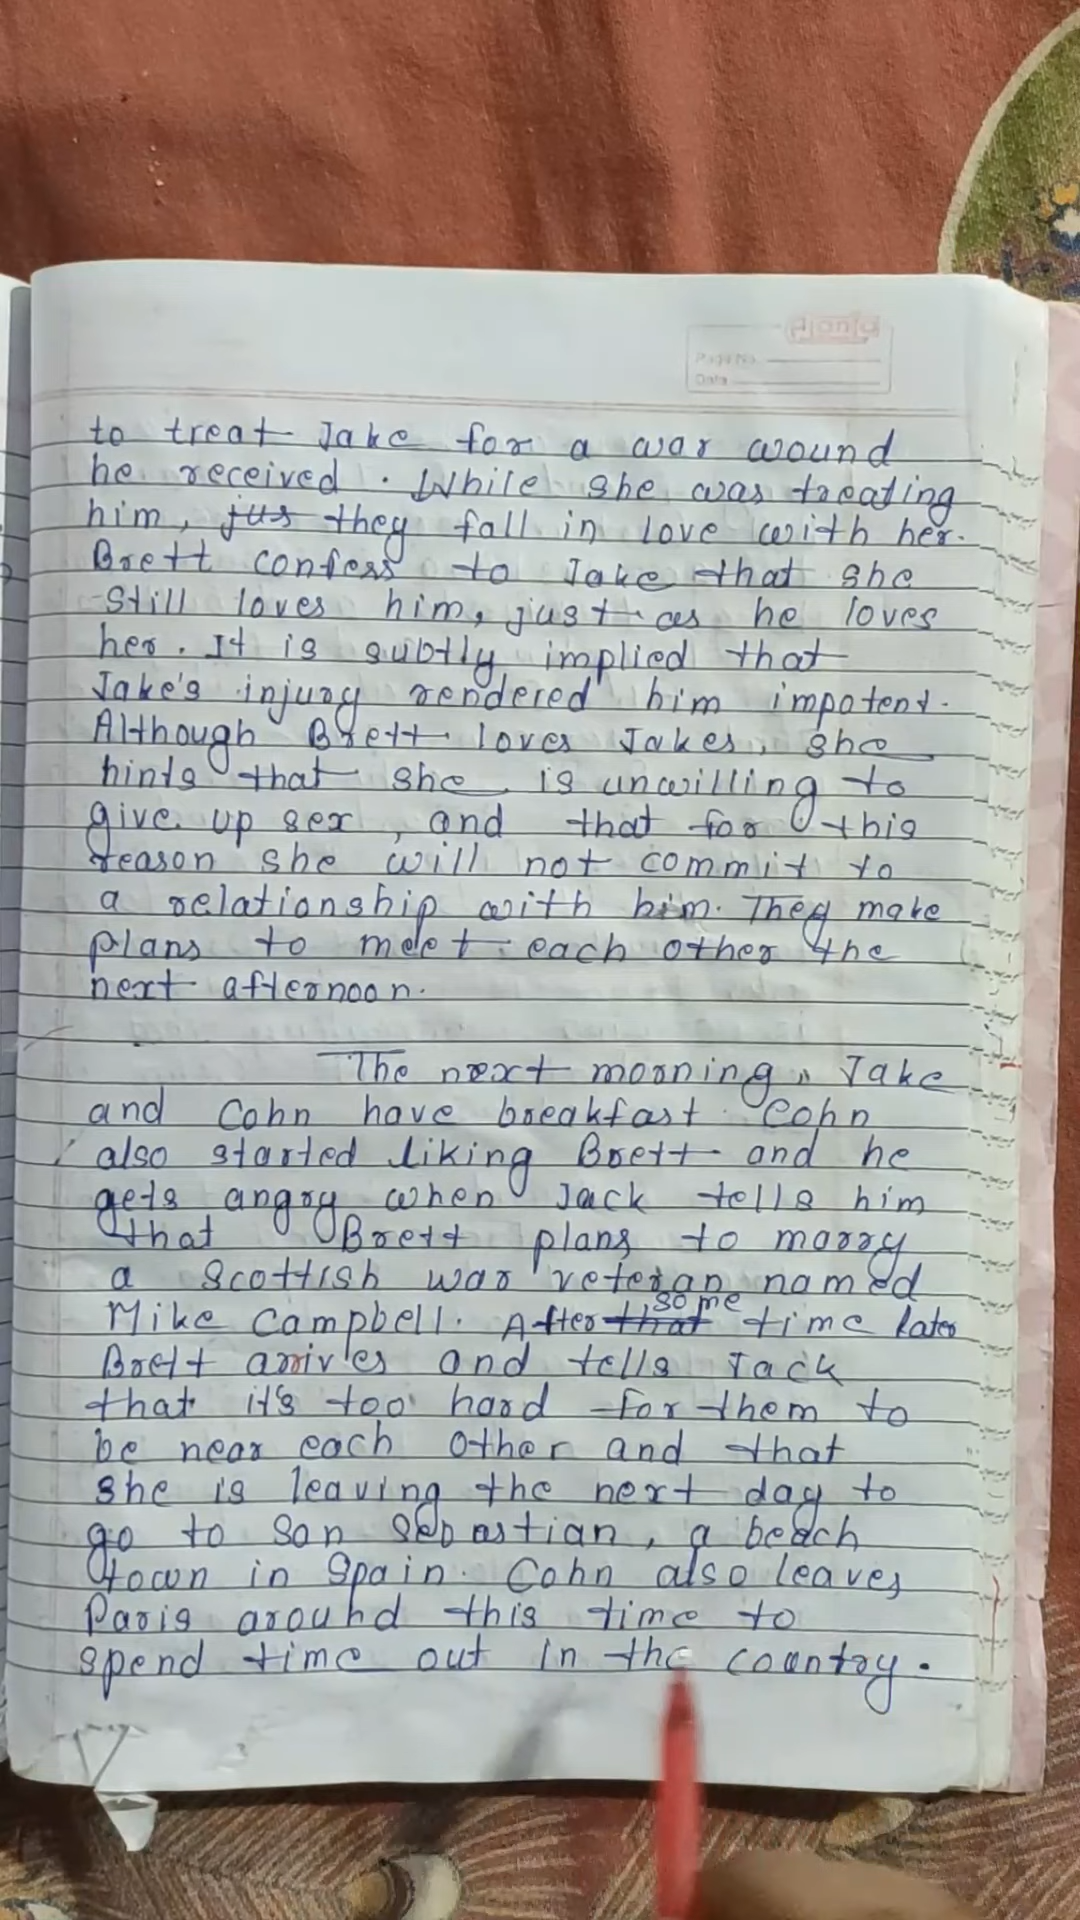 Page No.
Date
to treat Jake for a war wound
he received. While she was treating
him, jus they fall in love with her.
Brett confess to Jake that she
Still loves him, just as he loves
her. It is subtly implied that
Jake's injury rendered him impotent.
Although Brett loves Jakes, she
hints that she is unwilling to
give up sex, and that for this
reason she will not commit to
a relationship with him. They make
plans to meet each other the
next afternoon.
The next morning, Jake
and Cohn have breakfast. Cohn
also started liking Brett and he
gets angry when Jack tells him
that Brett plans to marry
a Scottish war veteran named
Mike Campbell. After that some time later
Brett arrives and tells Jack
that it's too hard for them to
be near each other and that
she is leaving the next day to
go to San Sebastian, a beach
town in Spain. Cohn also leaves
Paris around this time to
spend time out in the country.